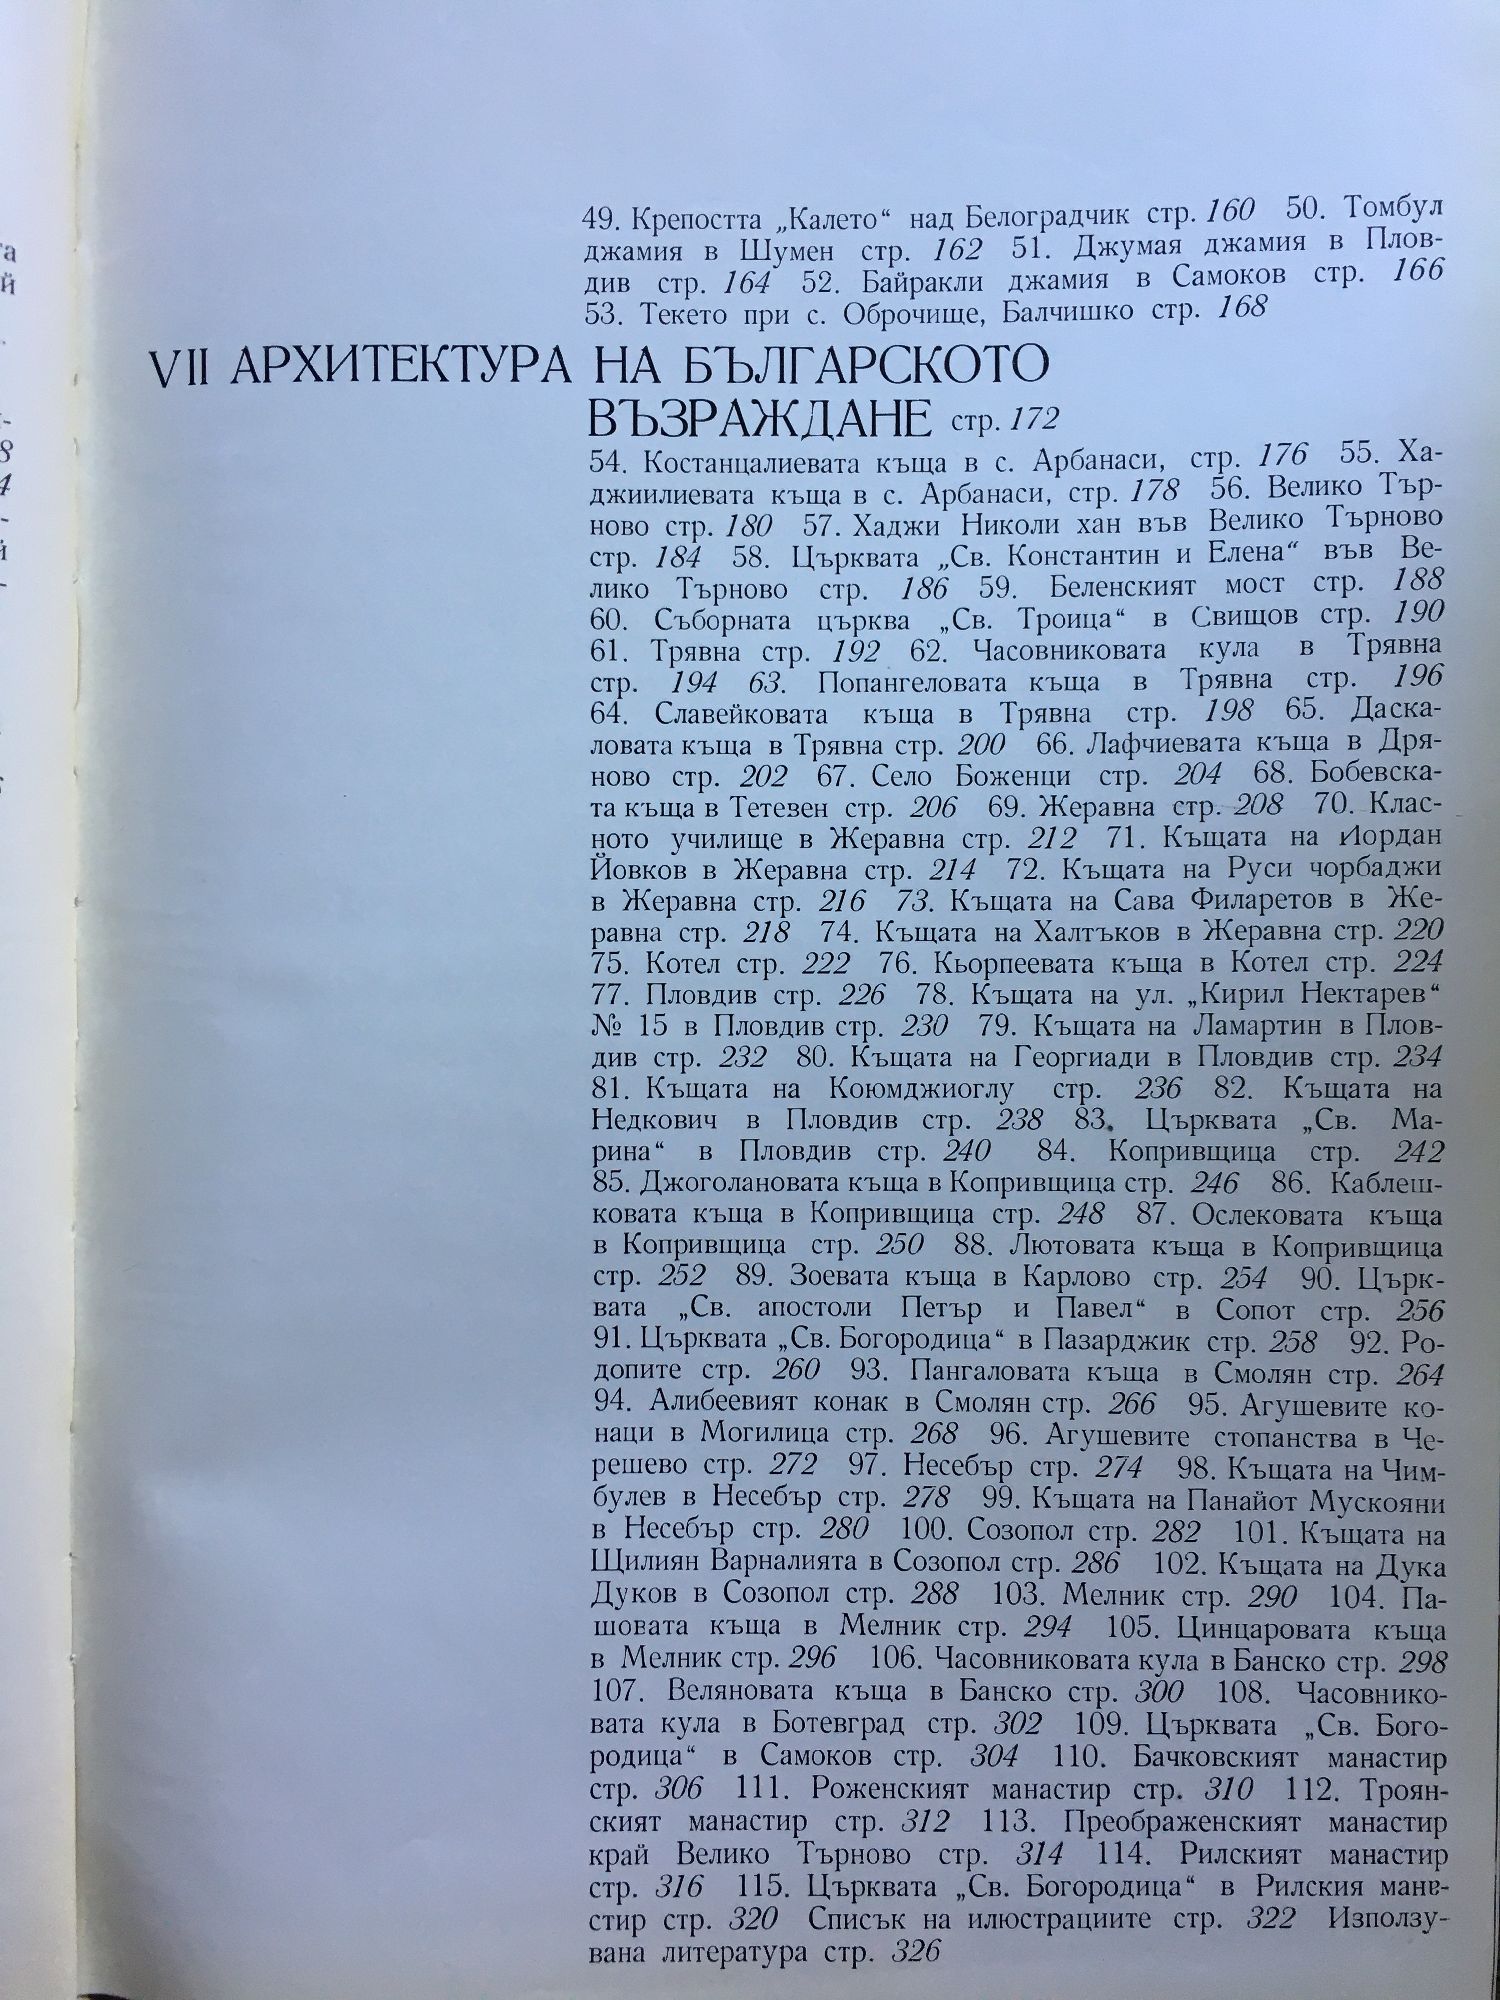 49. Крепостта „Калето“ над Белоградчик стр. 160 50. Томбул
джамия в Шумен стр. 162 51. Джумая джамия в Плов-
див стр. 164 52. Байракли джамия в Самоков стр. 166
53. Текето при с. Оброчище, Балчишко стр. 168
VII АРХИТЕКТУРА НА БЪЛГАРСКОТО
ВЪЗРАЖДАНЕ стр. 172
54. Костанцалиевата къща в с. Арбанаси, стр. 176 55. Ха-
джиилиевата къща в с. Арбанаси, стр. 178 56. Велико Тър-
ново стр. 180 57. Хаджи Николи хан във Велико Търново
стр. 184 58. Църквата „Св. Константин и Елена“ във Ве-
лико Търново стр. 186 59. Беленският мост стр. 188
60. Съборната църква „Св. Троица“ в Свищов стр. 190
61. Трявна стр. 192 62. Часовниковата кула в Трявна
стр. 194 63. Попангеловата къща в Трявна стр. 196
64. Славейковата къща в Трявна стр. 198 65. Даска-
ловата къща в Трявна стр. 200 66. Лафчиевата къща в Дря-
ново стр. 202 67. Село Боженци стр. 204 68. Бобевска-
та къща в Тетевен стр. 206 69. Жеравна стр. 208 70. Клас-
ното училище в Жеравна стр. 212 71. Къщата на Йордан
Йовков в Жеравна стр. 214 72. Къщата на Руси чорбаджи
в Жеравна стр. 216 73. Къщата на Сава Филаретов в Же-
равна стр. 218 74. Къщата на Халтъков в Жеравна стр. 220
75. Котел стр. 222 76. Кьорпеевата къща в Котел стр. 224
77. Пловдив стр. 226 78. Къщата на ул. „Кирил Нектарев“
№ 15 в Пловдив стр. 230 79. Къщата на Ламартин в Плов-
див стр. 232 80. Къщата на Георгиади в Пловдив стр. 234
81. Къщата на Коюмджиоглу стр. 236 82. Къщата на
Недкович в Пловдив стр. 238 83. Църквата „Св. Ма-
рина“ в Пловдив стр. 240 84. Копривщица стр. 242
85. Джоголановата къща в Копривщица стр. 246 86. Каблеш-
ковата къща в Копривщица стр. 248 87. Ослековата къща
в Копривщица стр. 250 88. Лютовата къща в Копривщица
стр. 252 89. Зоевата къща в Карлово стр. 254 90. Църк-
вата „Св. апостоли Петър и Павел“ в Сопот стр. 256
91. Църквата „Св. Богородица“ в Пазарджик стр. 258 92. Ро-
допите стр. 260 93. Пангаловата къща в Смолян стр. 264
94. Алибеевият конак в Смолян стр. 266 95. Агушевите ко-
наци в Могилица стр. 268 96. Агушевите стопанства в Че-
решево стр. 272 97. Несебър стр. 274 98. Къщата на Чим-
булев в Несебър стр. 278 99. Къщата на Панайот Мускояни
в Несебър стр. 280 100. Созопол стр. 282 101. Къщата на
Щилиян Варналията в Созопол стр. 286 102. Къщата на Дука
Дуков в Созопол стр. 288 103. Мелник стр. 290 104. Па-
шовата къща в Мелник стр. 294 105. Цинцаровата къща
в Мелник стр. 296 106. Часовниковата кула в Банско стр. 298
107. Веляновата къща в Банско стр. 300 108. Часовнико-
вата кула в Ботевград стр. 302 109. Църквата „Св. Бого-
родица“ в Самоков стр. 304 110. Бачковският манастир
стр. 306 111. Роженският манастир стр. 310 112. Троян-
ският манастир стр. 312 113. Преображенският манастир
край Велико Търново стр. 314 114. Рилският манастир
стр. 316 115. Църквата „Св. Богородица“ в Рилския мана-
стир стр. 320 Списък на илюстрациите стр. 322 Използу-
вана литература стр. 326